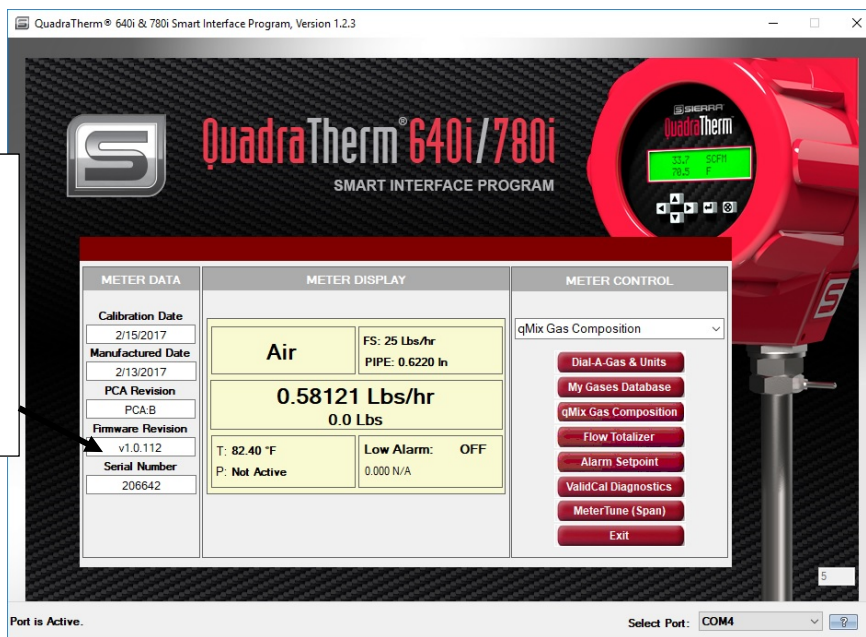 QuadraTherm® 640i & 780i Smart Interface Program, Version 1.2.3
S
QuadraTherm® 640i/780i
SMART INTERFACE PROGRAM
SIERRA
QuadraTherm
33.7 SCFM
70.5 F
METER DATA
Calibration Date
2/15/2017
Manufactured Date
2/13/2017
PCA Revision
PCA:B
Firmware Revision
v1.0.112
Serial Number
206642
METER DISPLAY
Air
FS: 25 Lbs/hr
PIPE: 0.6220 In
0.58121 Lbs/hr
0.0 Lbs
T: 82.40 °F
P: Not Active
Low Alarm: OFF
0.000 N/A
METER CONTROL
qMix Gas Composition
Dial-A-Gas & Units
My Gases Database
qMix Gas Composition
Flow Totalizer
Alarm Setpoint
ValidCal Diagnostics
MeterTune (Span)
Exit
S
5
Port is Active.
Select Port: COM4
?